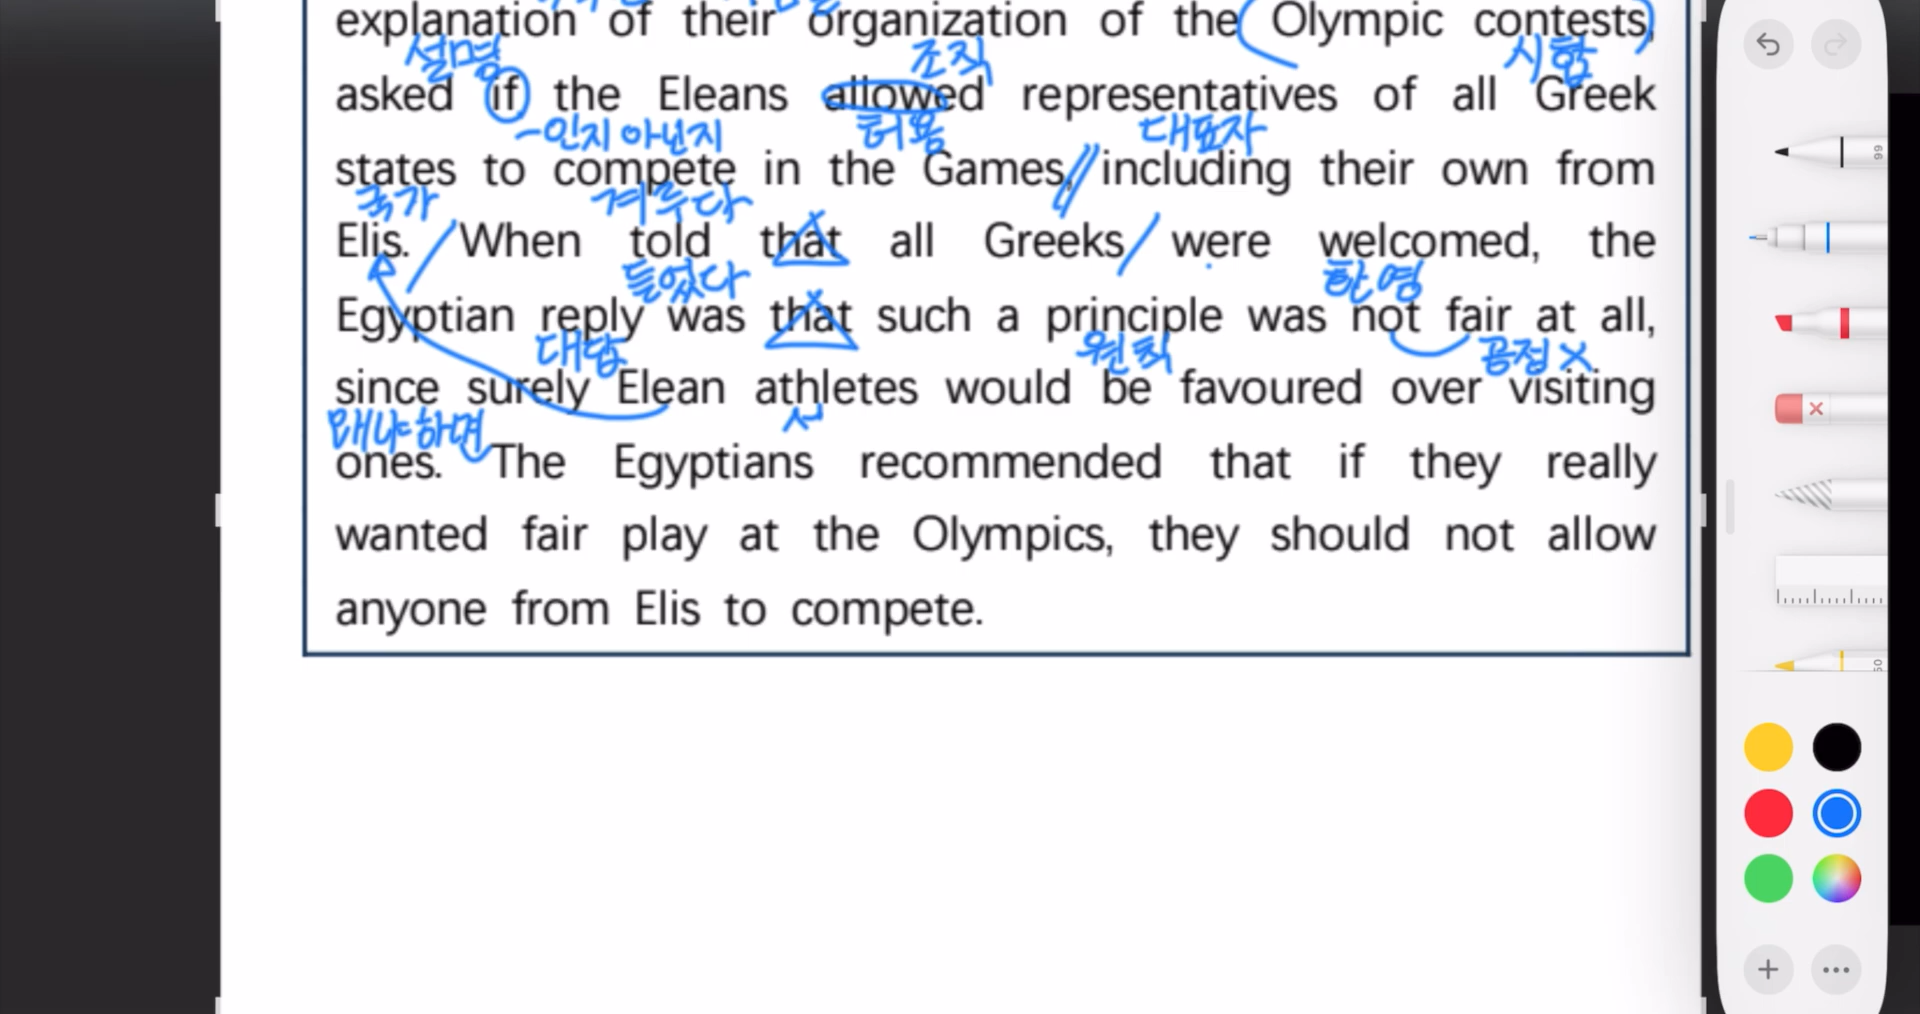 explanation of their organization of the Olympic contests,
설명 조직 시합
asked if the Eleans allowed representatives of all Greek
-인지 아닌지 허용 대표자
states to compete in the Games, including their own from
국가 겨루다
Elis. When told that all Greeks were welcomed, the
들었다 환영
Egyptian reply was that such a principle was not fair at all,
대답 원칙 공정 X
since surely Elean athletes would be favoured over visiting
왜냐하면
ones. The Egyptians recommended that if they really
wanted fair play at the Olympics, they should not allow
anyone from Elis to compete.
99
50